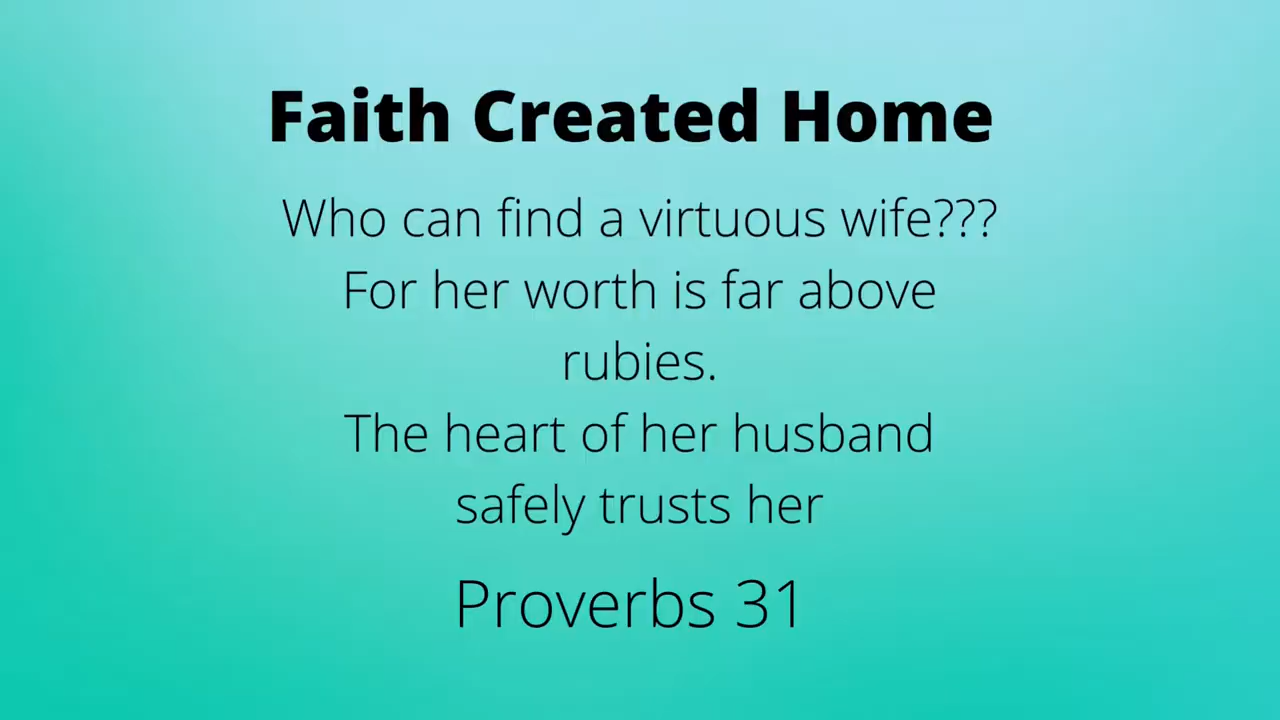 Faith Created Home
Who can find a virtuous wife???
For her worth is far above
rubies.
The heart of her husband
safely trusts her
Proverbs 31